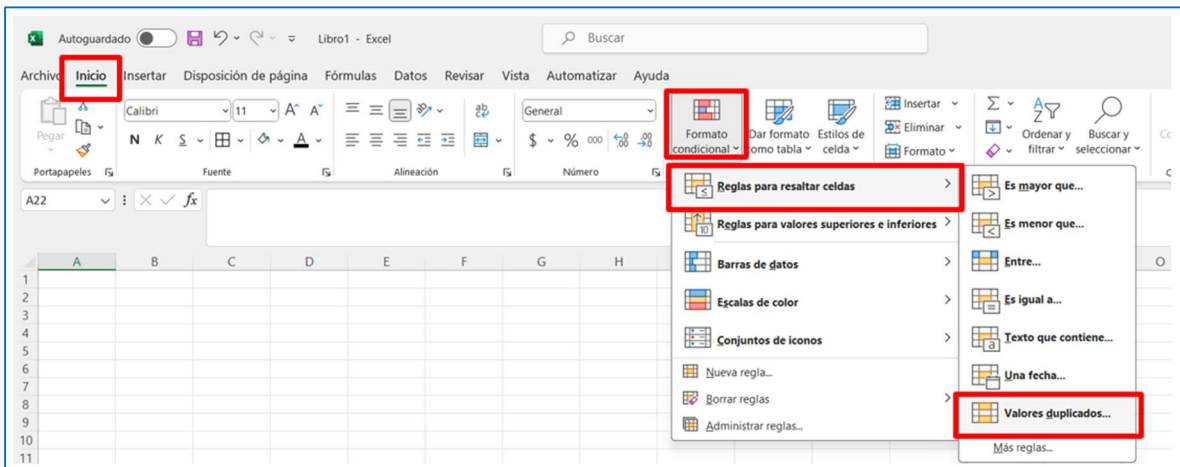 Autoguardado
Libro1 - Excel
Buscar
Archivo Inicio Insertar Disposición de página Fórmulas Datos Revisar Vista Automatizar Ayuda
Pegar
Portapapeles
Calibri 11 A A
N K S A
Fuente
ab
Alineación
General
$ % 000
Número
Formato condicional
Dar formato como tabla
Estilos de celda
Insertar
Eliminar
Formato
Ordenar y filtrar
Buscar y seleccionar
A22 fx
A B C D E F G H O
1
2
3
4
5
6
7
8
9
10
11
Reglas para resaltar celdas
Reglas para valores superiores e inferiores
Barras de datos
Escalas de color
Conjuntos de iconos
Nueva regla...
Borrar reglas
Administrar reglas...
Es mayor que...
Es menor que...
Entre...
Es igual a...
Texto que contiene...
Una fecha...
Valores duplicados...
Más reglas...